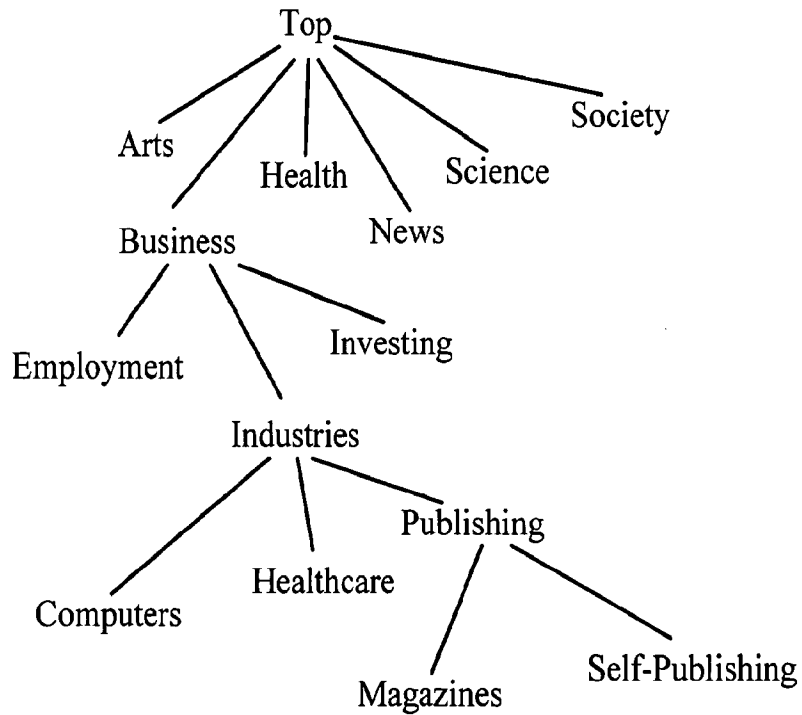 Top
Society
Arts
Health
Science
News
Business
Investing
Employment
Industries
Publishing
Healthcare
Computers
Self-Publishing
Magazines